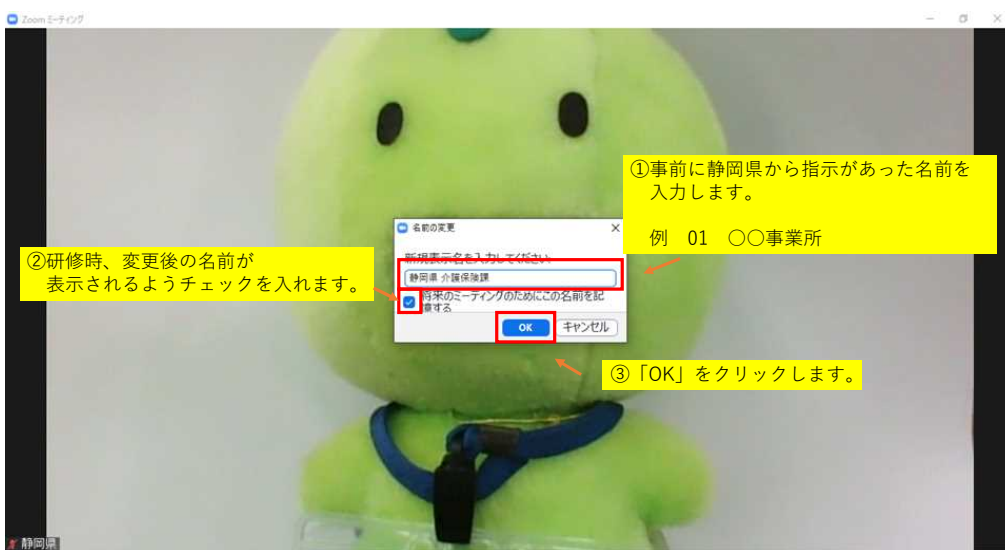 Zoom ミーティング
①事前に静岡県から指示があった名前を
入力します。
例　01　○○事業所
名前の変更
新規表示名を入力してください:
静岡県 介護保険課
②研修時、変更後の名前が
表示されるようチェックを入れます。
将来のミーティングのためにこの名前を記
憶する
OK
キャンセル
③「OK」をクリックします。
静岡県